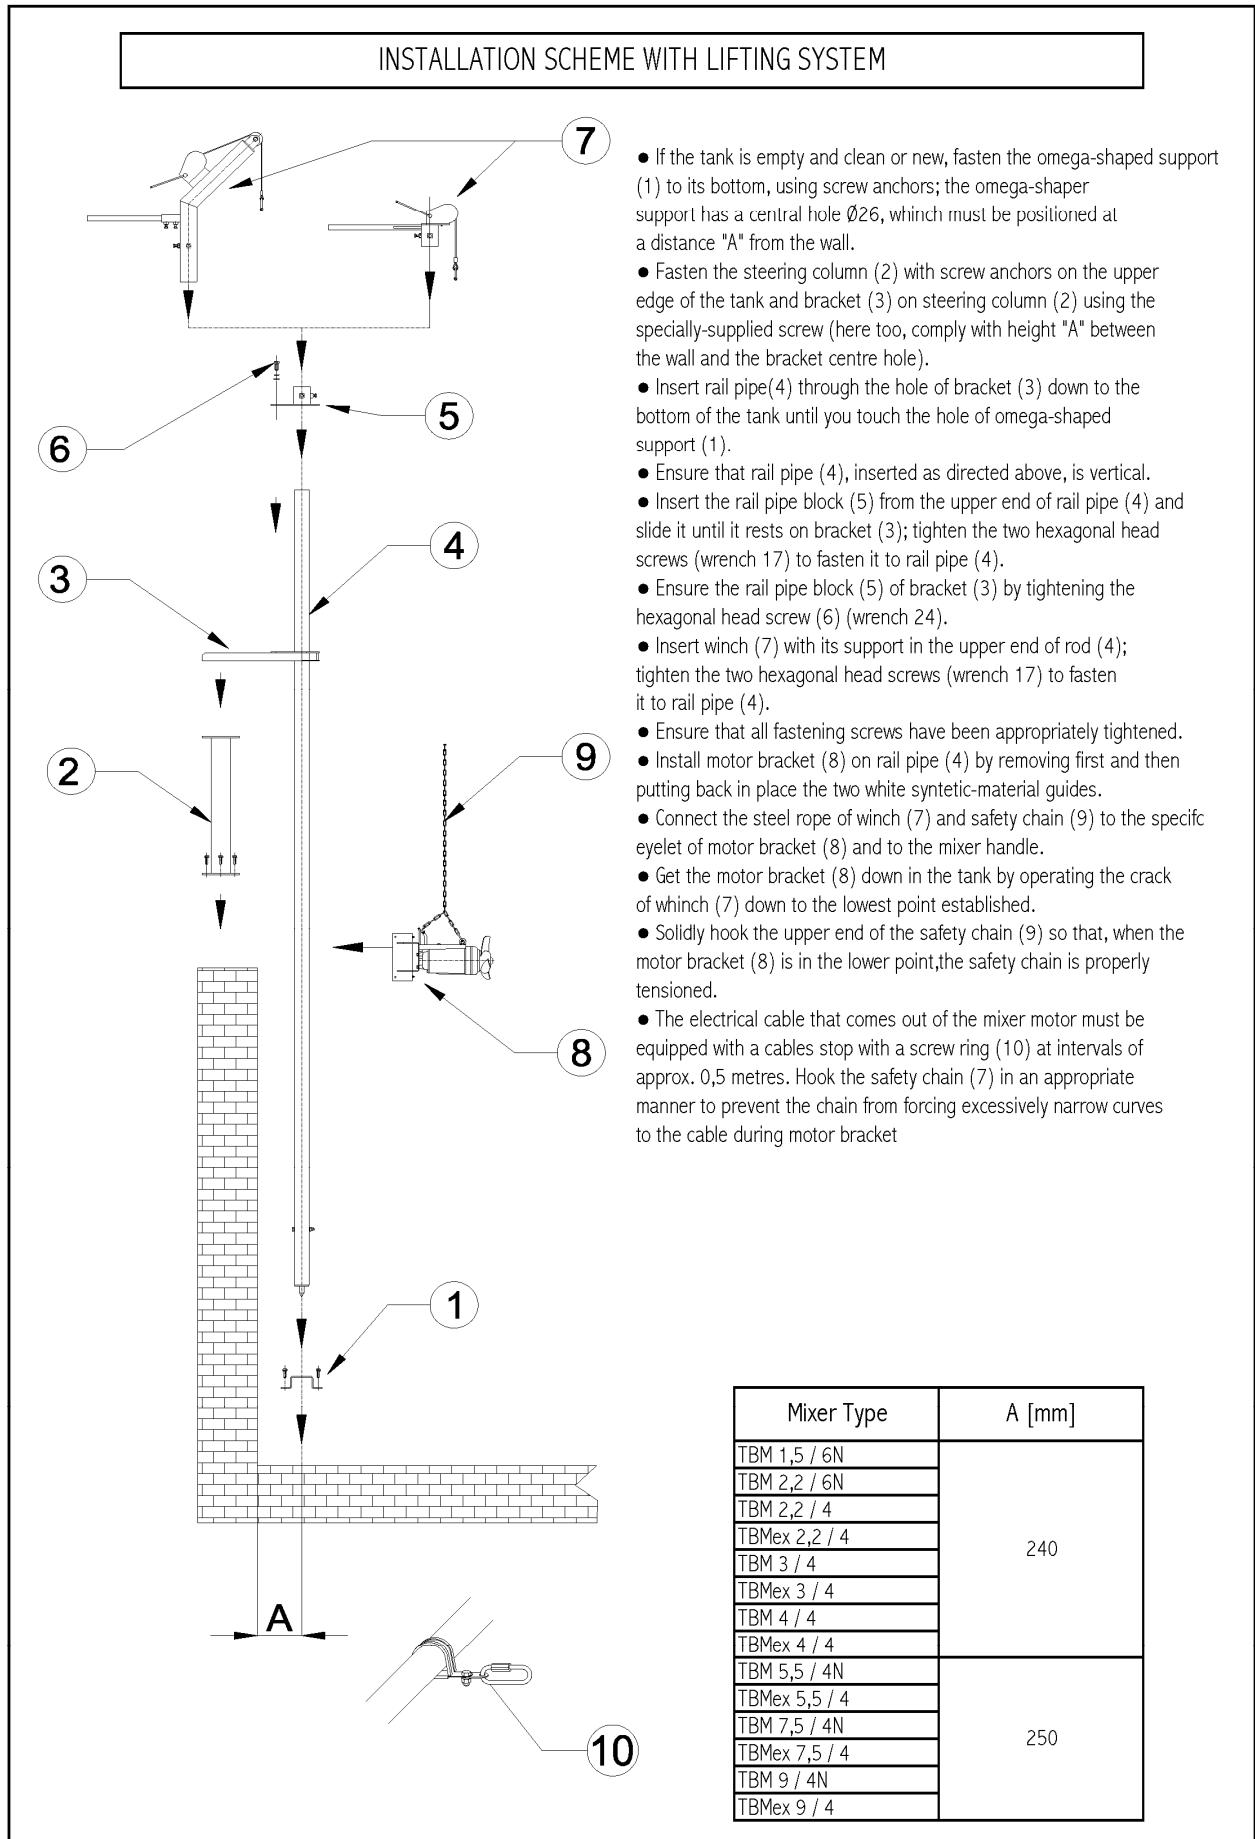 INSTALLATION SCHEME WITH LIFTING SYSTEM
● If the tank is empty and clean or new, fasten the omega-shaped support
(1) to its bottom, using screw anchors; the omega-shaper
support has a central hole Ø26, whinch must be positioned at
a distance "A" from the wall.
● Fasten the steering column (2) with screw anchors on the upper
edge of the tank and bracket (3) on steering column (2) using the
specially-supplied screw (here too, comply with height "A" between
the wall and the bracket centre hole).
● Insert rail pipe(4) through the hole of bracket (3) down to the
bottom of the tank until you touch the hole of omega-shaped
support (1).
● Ensure that rail pipe (4), inserted as directed above, is vertical.
● Insert the rail pipe block (5) from the upper end of rail pipe (4) and
slide it until it rests on bracket (3); tighten the two hexagonal head
screws (wrench 17) to fasten it to rail pipe (4).
● Ensure the rail pipe block (5) of bracket (3) by tightening the
hexagonal head screw (6) (wrench 24).
● Insert winch (7) with its support in the upper end of rod (4);
tighten the two hexagonal head screws (wrench 17) to fasten
it to rail pipe (4).
● Ensure that all fastening screws have been appropriately tightened.
● Install motor bracket (8) on rail pipe (4) by removing first and then
putting back in place the two white syntetic-material guides.
● Connect the steel rope of winch (7) and safety chain (9) to the specifc
eyelet of motor bracket (8) and to the mixer handle.
● Get the motor bracket (8) down in the tank by operating the crack
of whinch (7) down to the lowest point established.
● Solidly hook the upper end of the safety chain (9) so that, when the
motor bracket (8) is in the lower point,the safety chain is properly
tensioned.
● The electrical cable that comes out of the mixer motor must be
equipped with a cables stop with a screw ring (10) at intervals of
approx. 0,5 metres. Hook the safety chain (7) in an appropriate
manner to prevent the chain from forcing excessively narrow curves
to the cable during motor bracket
7
5
6
4
3
9
2
8
1
A
10
Mixer Type A [mm]
TBM 1,5 / 6N
TBM 2,2 / 6N
TBM 2,2 / 4
TBMex 2,2 / 4
240
TBM 3 / 4
TBMex 3 / 4
TBM 4 / 4
TBMex 4 / 4
TBM 5,5 / 4N
TBMex 5,5 / 4
TBM 7,5 / 4N
250
TBMex 7,5 / 4
TBM 9 / 4N
TBMex 9 / 4